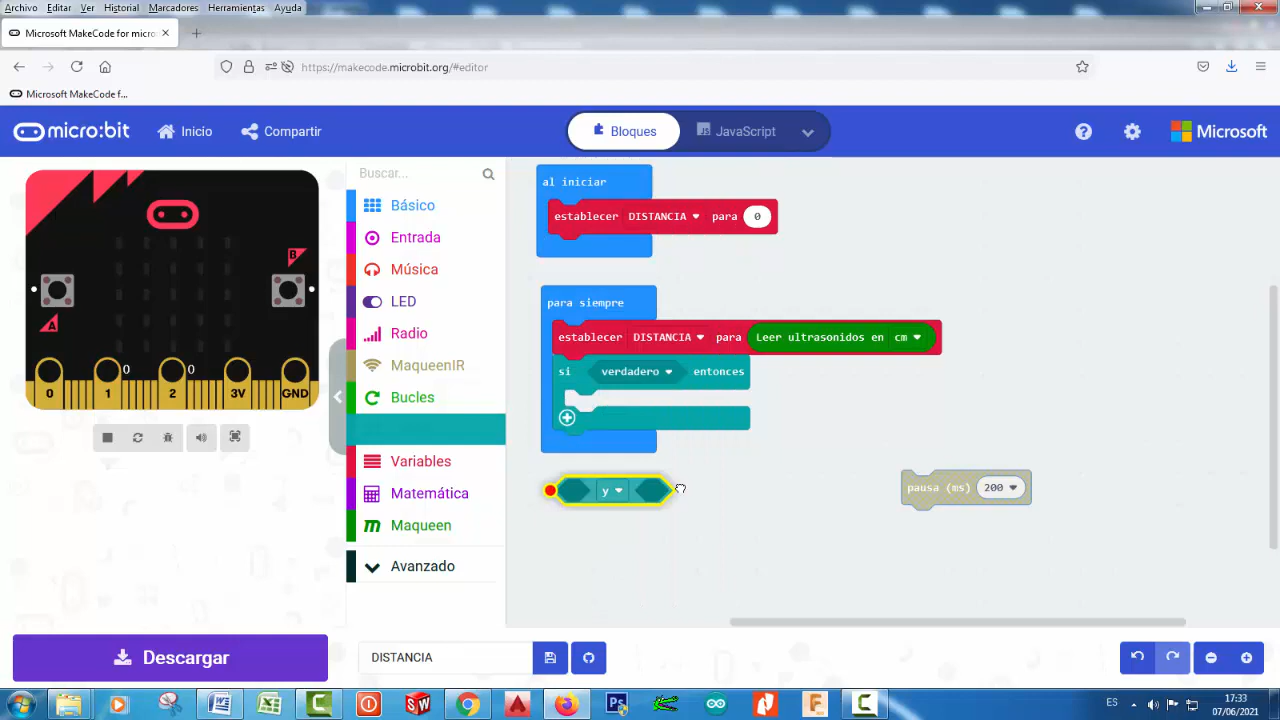 Archivo Editar Ver Historial Marcadores Herramientas Ayuda
Microsoft MakeCode for micro
https://makecode.microbit.org/#editor
Microsoft MakeCode f...
micro:bit
Inicio
Compartir
Bloques
JavaScript
Microsoft
A
B
0
0
0 1 2 3V GND
Descargar
Buscar...
Básico
Entrada
Música
LED
Radio
MaqueenIR
Bucles
Variables
Matemática
Maqueen
Avanzado
al iniciar
establecer DISTANCIA para 0
para siempre
establecer DISTANCIA para Leer ultrasonidos en cm
si verdadero entonces
y
pausa (ms) 200
DISTANCIA
ES
17:33
07/06/2021